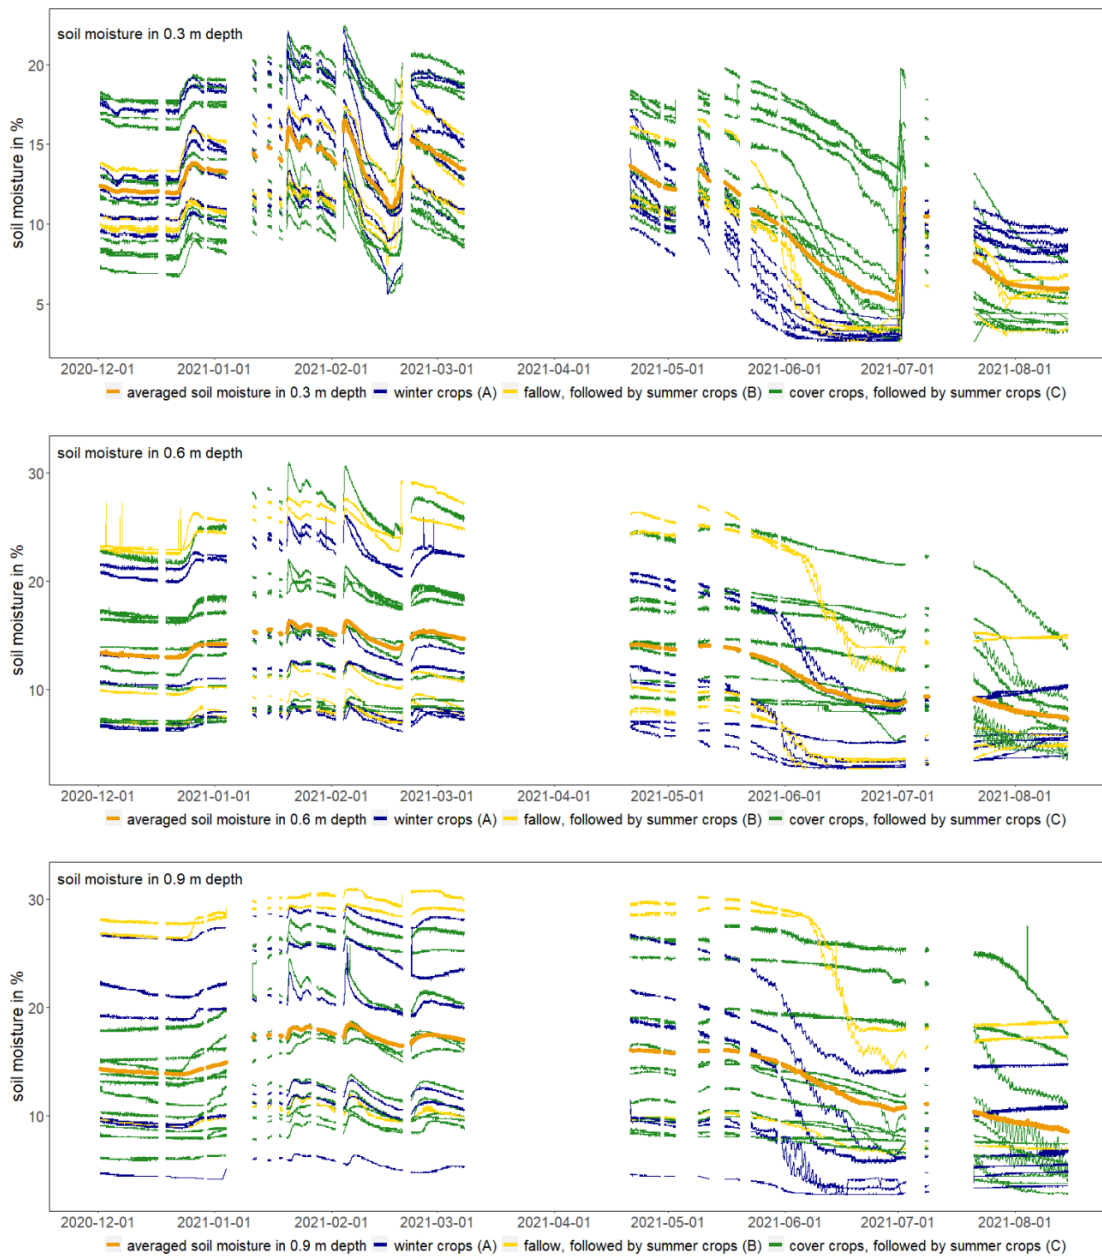 soil moisture in 0.3 m depth
soil moisture in %
20
15
10
5
2020-12-01 2021-01-01 2021-02-01 2021-03-01 2021-04-01 2021-05-01 2021-06-01 2021-07-01 2021-08-01
averaged soil moisture in 0.3 m depth winter crops (A) fallow, followed by summer crops (B) cover crops, followed by summer crops (C)
soil moisture in 0.6 m depth
soil moisture in %
30
20
10
2020-12-01 2021-01-01 2021-02-01 2021-03-01 2021-04-01 2021-05-01 2021-06-01 2021-07-01 2021-08-01
averaged soil moisture in 0.6 m depth winter crops (A) fallow, followed by summer crops (B) cover crops, followed by summer crops (C)
soil moisture in 0.9 m depth
soil moisture in %
30
20
10
2020-12-01 2021-01-01 2021-02-01 2021-03-01 2021-04-01 2021-05-01 2021-06-01 2021-07-01 2021-08-01
averaged soil moisture in 0.9 m depth winter crops (A) fallow, followed by summer crops (B) cover crops, followed by summer crops (C)